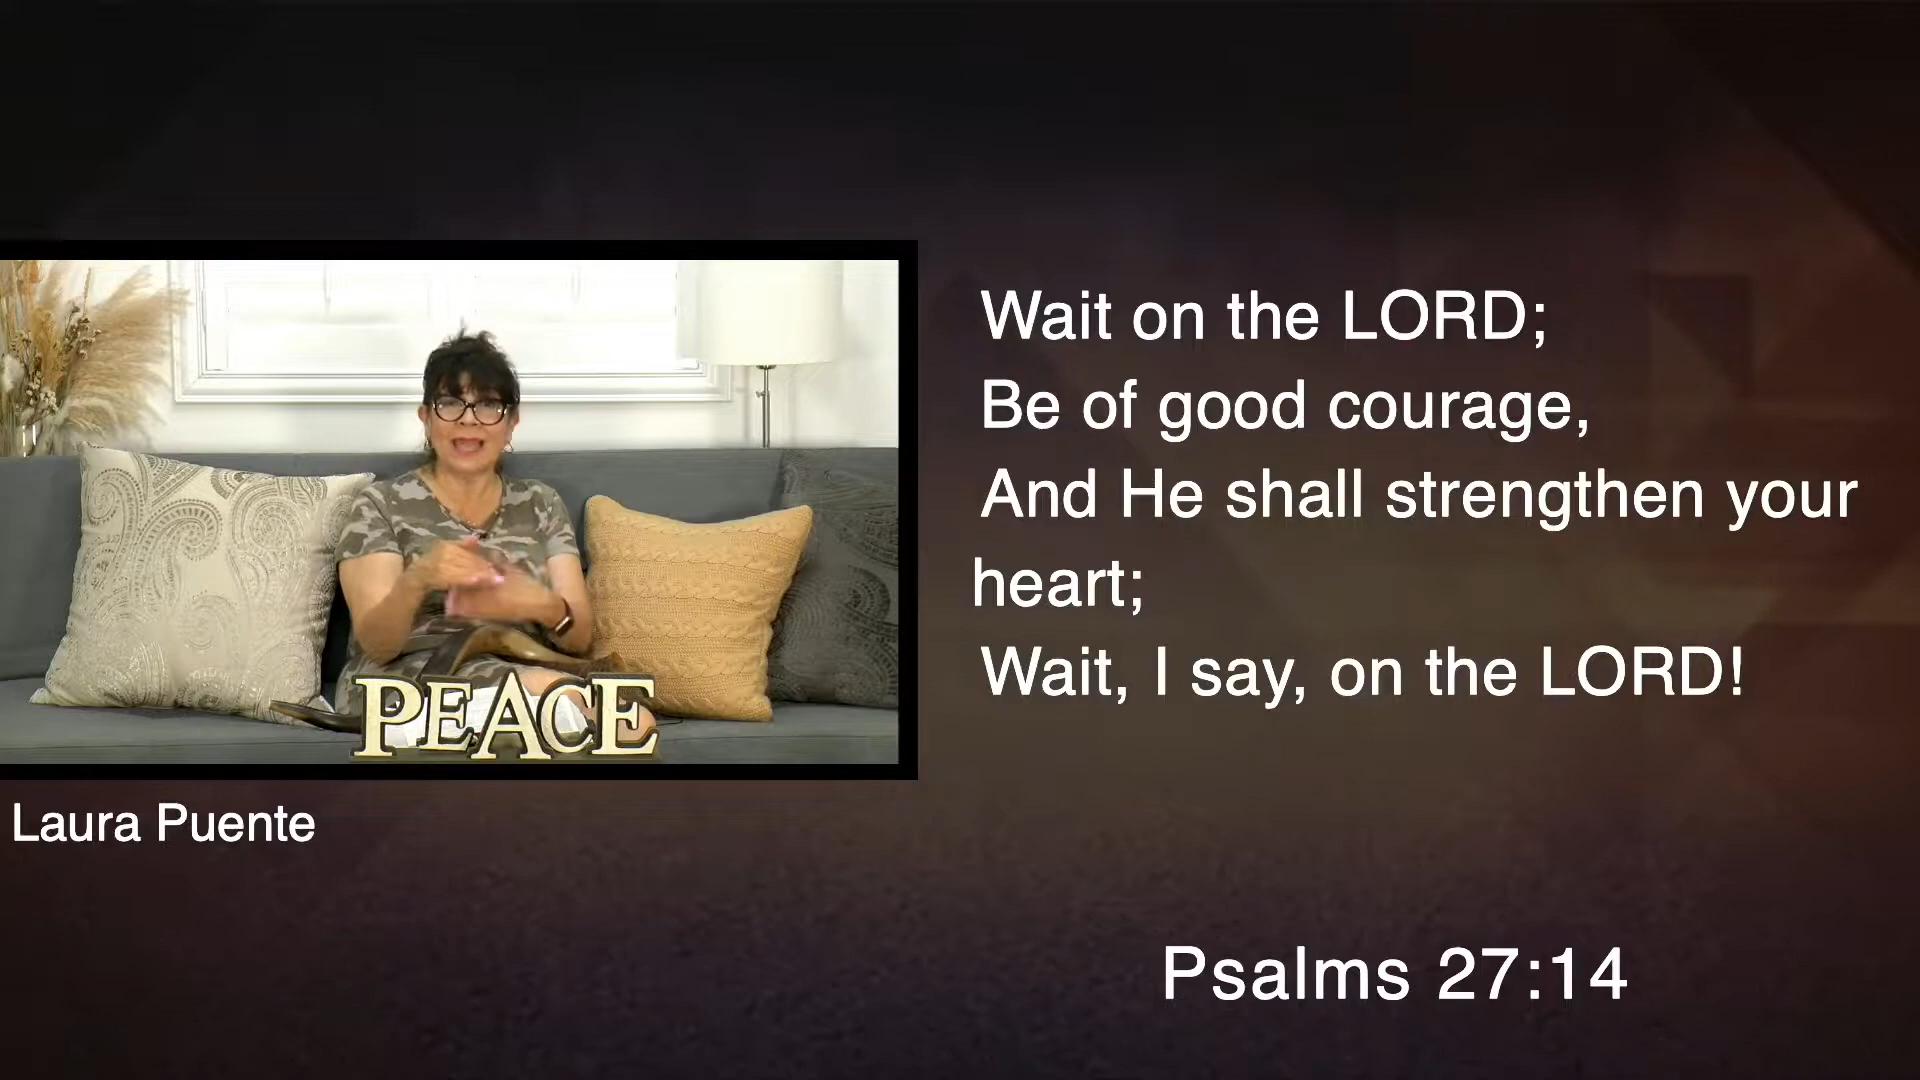 Wait on the LORD;
Be of good courage,
And He shall strengthen your
heart;
Wait, I say, on the LORD!
PEACE
Laura Puente
Psalms 27:14